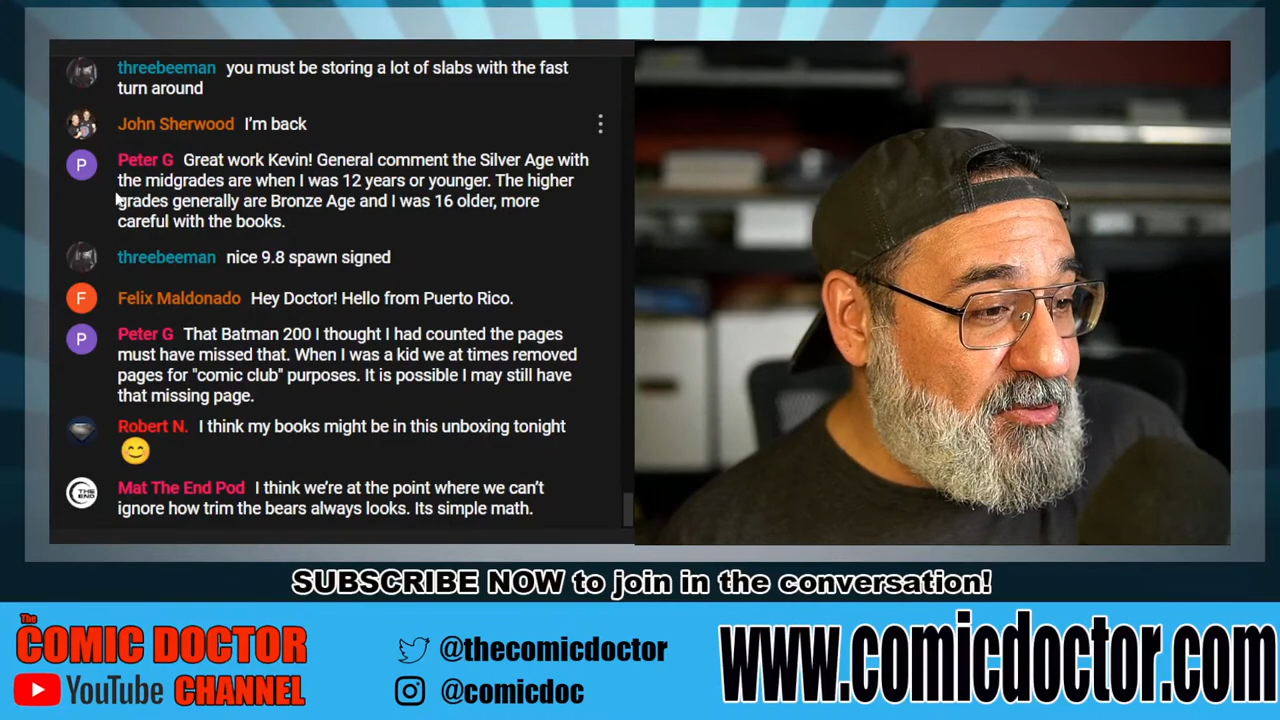 threebeeman you must be storing a lot of slabs with the fast
turn around
John Sherwood I'm back
P
Peter G Great work Kevin! General comment the Silver Age with
the midgrades are when I was 12 years or younger. The higher
grades generally are Bronze Age and I was 16 older, more
careful with the books.
threebeeman nice 9.8 spawn signed
F
Felix Maldonado Hey Doctor! Hello from Puerto Rico.
P
Peter G That Batman 200 I thought I had counted the pages
must have missed that. When I was a kid we at times removed
pages for "comic club" purposes. It is possible I may still have
that missing page.
Robert N. I think my books might be in this unboxing tonight
THE
END
Mat The End Pod I think we're at the point where we can't
ignore how trim the bears always looks. Its simple math.
SUBSCRIBE NOW to join in the conversation!
The
COMIC DOCTOR
YouTube CHANNEL
@thecomicdoctor
@comicdoc
www.comicdoctor.com